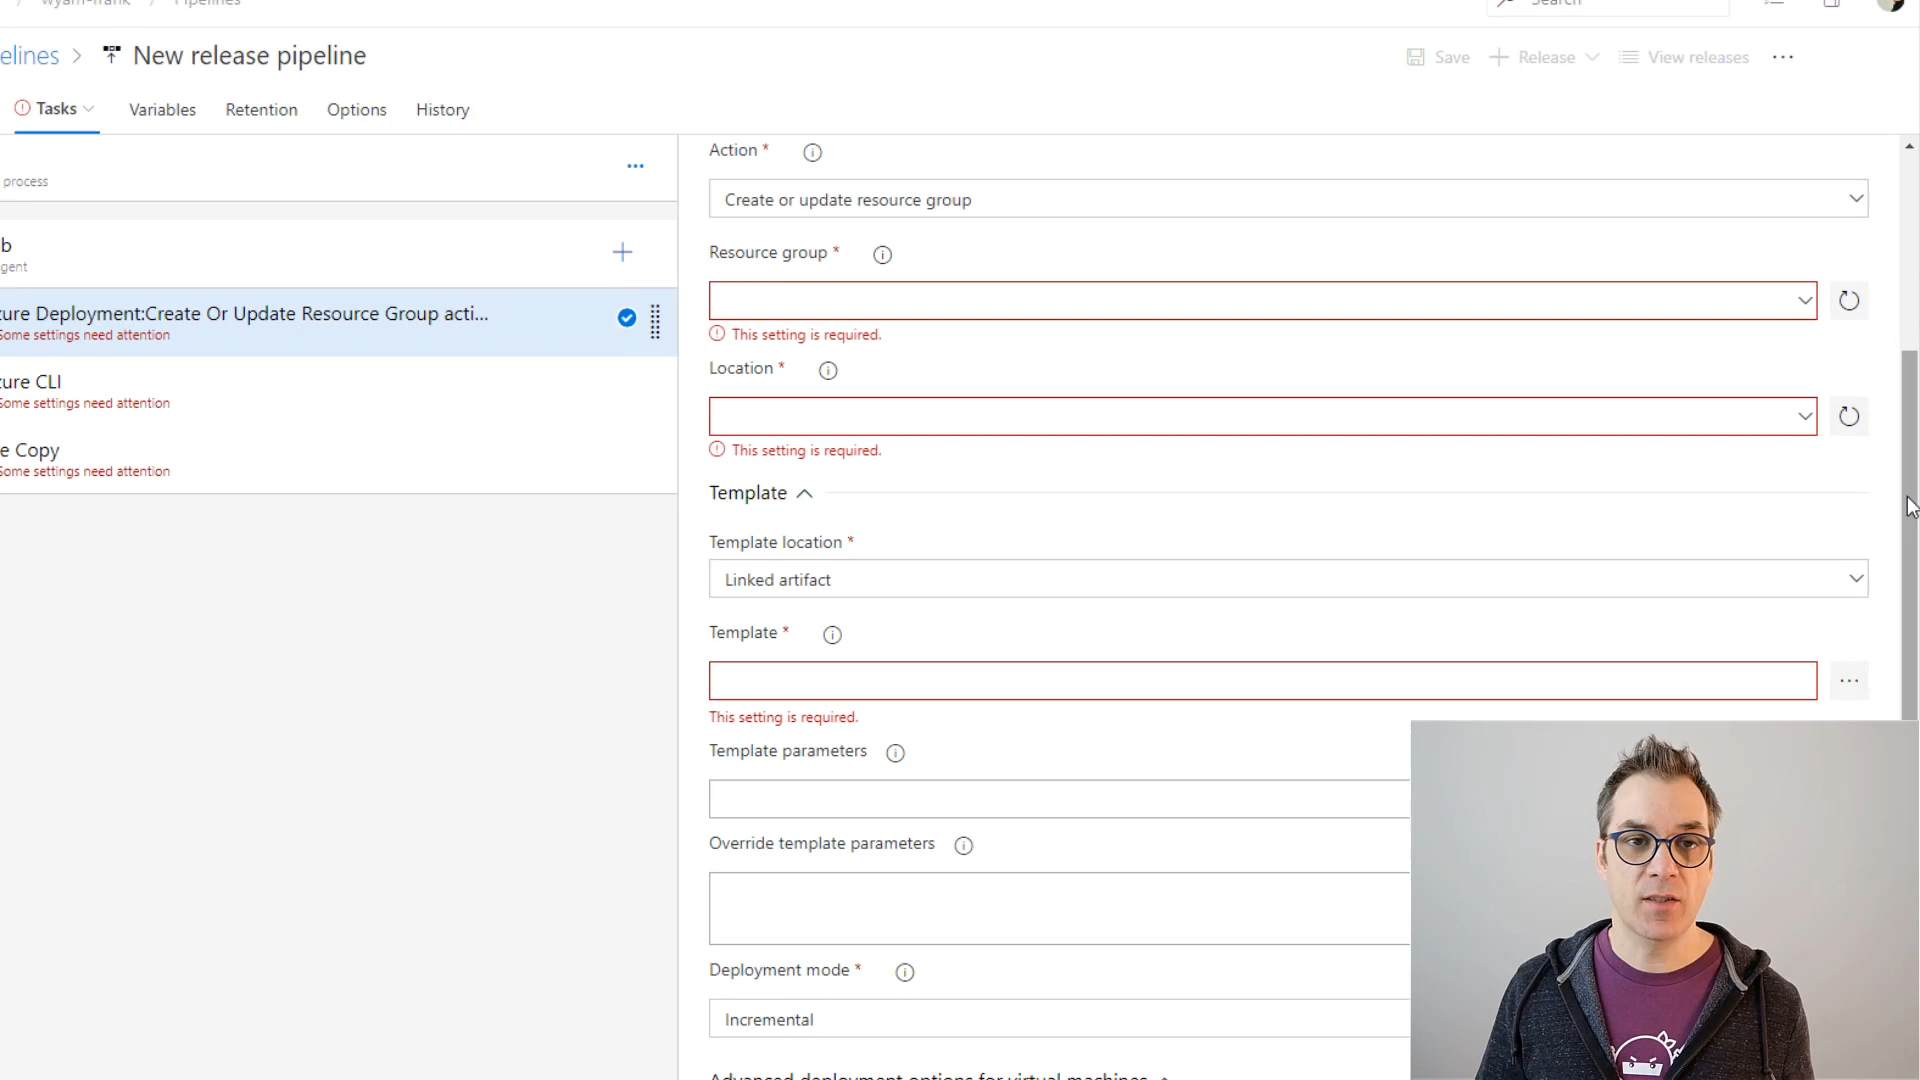 wyam-frank / Pipelines
Search
elines > New release pipeline
Save
Release
View releases
Tasks
Variables
Retention
Options
History
process
b
gent
zure Deployment:Create Or Update Resource Group acti...
Some settings need attention
zure CLI
Some settings need attention
e Copy
Some settings need attention
Action *
Create or update resource group
Resource group *
This setting is required.
Location *
This setting is required.
Template
Template location *
Linked artifact
Template *
This setting is required.
Template parameters
Override template parameters
Deployment mode *
Incremental
Advanced deployment options for virtual machines